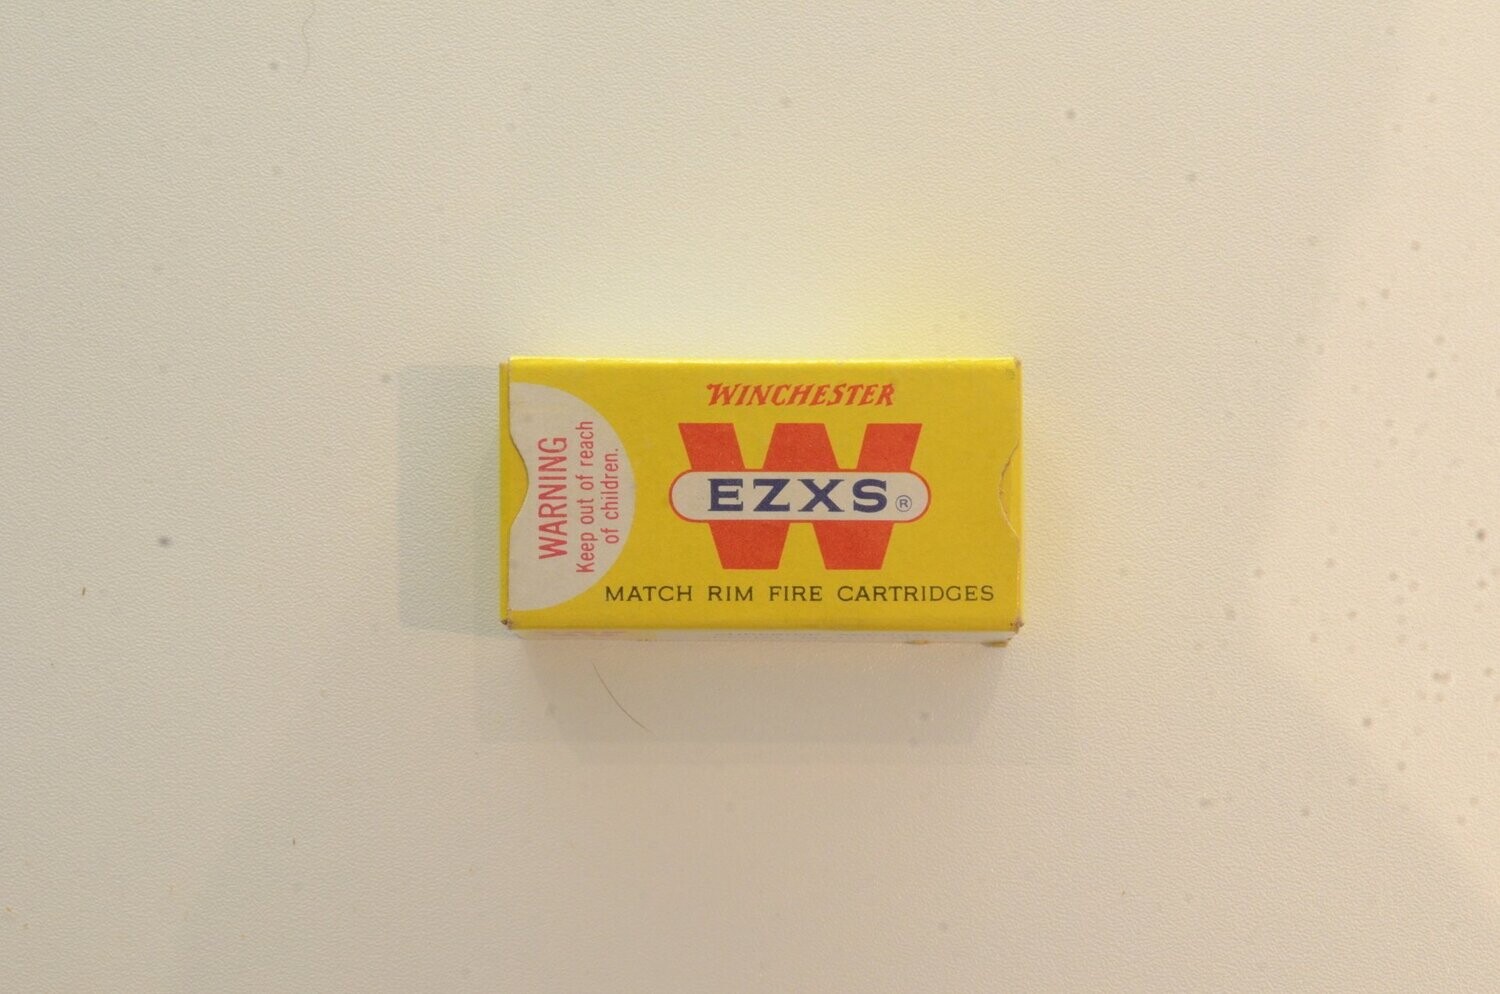 WINCHESTER
W
EZXS®
MATCH RIM FIRE CARTRIDGES
WARNING
Keep out of reach
of children.